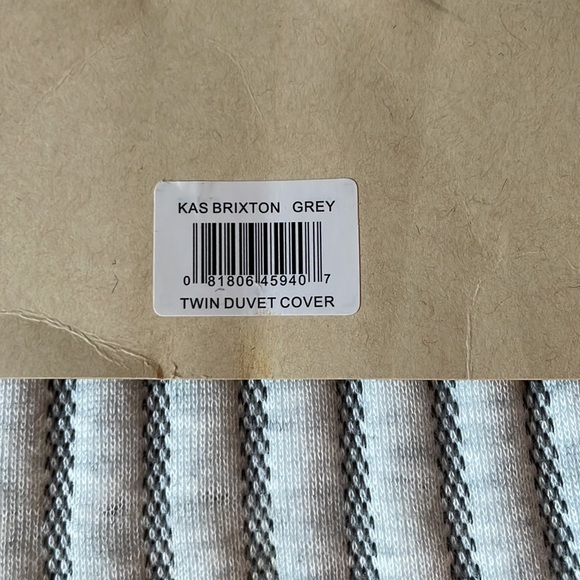 KAS BRIXTON GREY
0 81806 45940 7
TWIN DUVET COVER